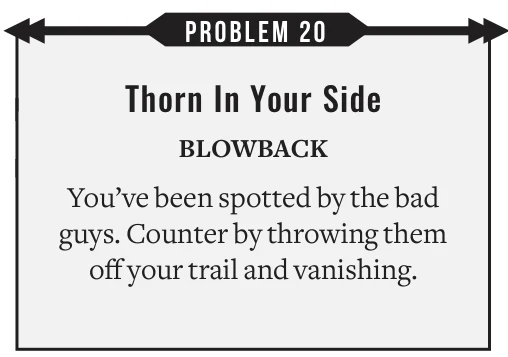 PROBLEM 20
Thorn In Your Side
BLOWBACK
You’ve been spotted by the bad
guys. Counter by throwing them
off your trail and vanishing.